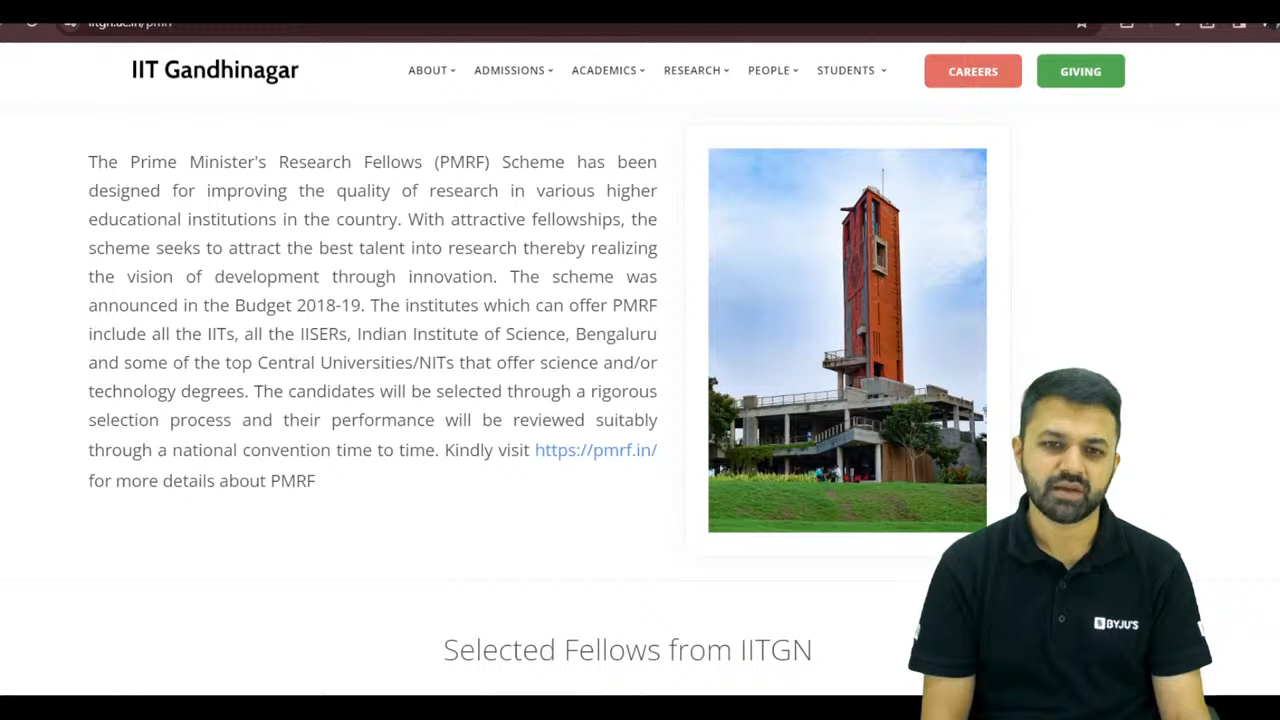 iitgn.ac.in/pmrf
IIT Gandhinagar
ABOUT
ADMISSIONS
ACADEMICS
RESEARCH
PEOPLE
STUDENTS
CAREERS
GIVING
The Prime Minister's Research Fellows (PMRF) Scheme has been
designed for improving the quality of research in various higher
educational institutions in the country. With attractive fellowships, the
scheme seeks to attract the best talent into research thereby realizing
the vision of development through innovation. The scheme was
announced in the Budget 2018-19. The institutes which can offer PMRF
include all the IITs, all the IISERs, Indian Institute of Science, Bengaluru
and some of the top Central Universities/NITs that offer science and/or
technology degrees. The candidates will be selected through a rigorous
selection process and their performance will be reviewed suitably
through a national convention time to time. Kindly visit https://pmrf.in/
for more details about PMRF
BYJU'S
Selected Fellows from IITGN